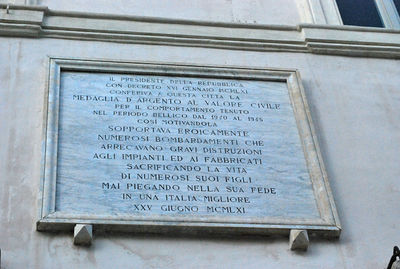 IL PRESIDENTE DELLA REPUBBLICA
CON DECRETO XVI GENNAIO MCMLXI
CONFERIVA A QUESTA CITTÀ LA
MEDAGLIA D'ARGENTO AL VALORE CIVILE
PER IL COMPORTAMENTO TENUTO
NEL PERIODO BELLICO DAL 1940 AL 1945
COSÌ MOTIVANDOLA
SOPPORTAVA EROICAMENTE
NUMEROSI BOMBARDAMENTI CHE
ARRECAVANO GRAVI DISTRUZIONI
AGLI IMPIANTI ED AI FABBRICATI
SACRIFICANDO LA VITA
DI NUMEROSI SUOI FIGLI
MAI PIEGANDO NELLA SUA FEDE
IN UNA ITALIA MIGLIORE
XXV GIUGNO MCMLXI